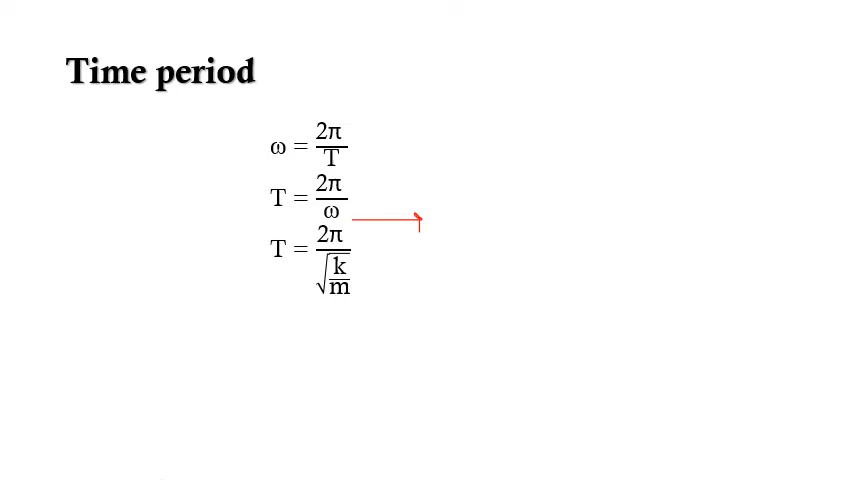 Time period
ω = 2π/T
T = 2π/ω
T = 2π/√(k/m)